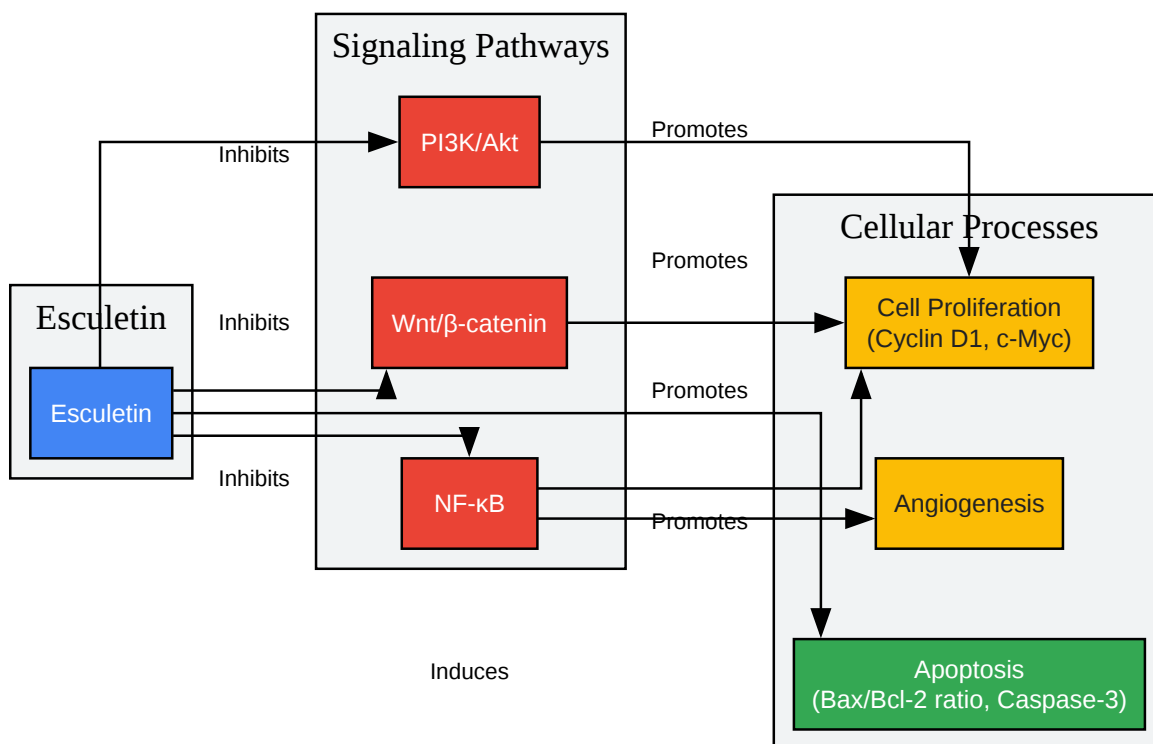 Signaling Pathways
PI3K/Akt
Promotes
Inhibits
Cellular Processes
Promotes
Cell Proliferation
(Cyclin D1, c-Myc)
Esculetin
Inhibits
Wnt/β-catenin
Promotes
Esculetin
Inhibits
NF-κB
Promotes
Angiogenesis
Induces
Apoptosis
(Bax/Bcl-2 ratio, Caspase-3)